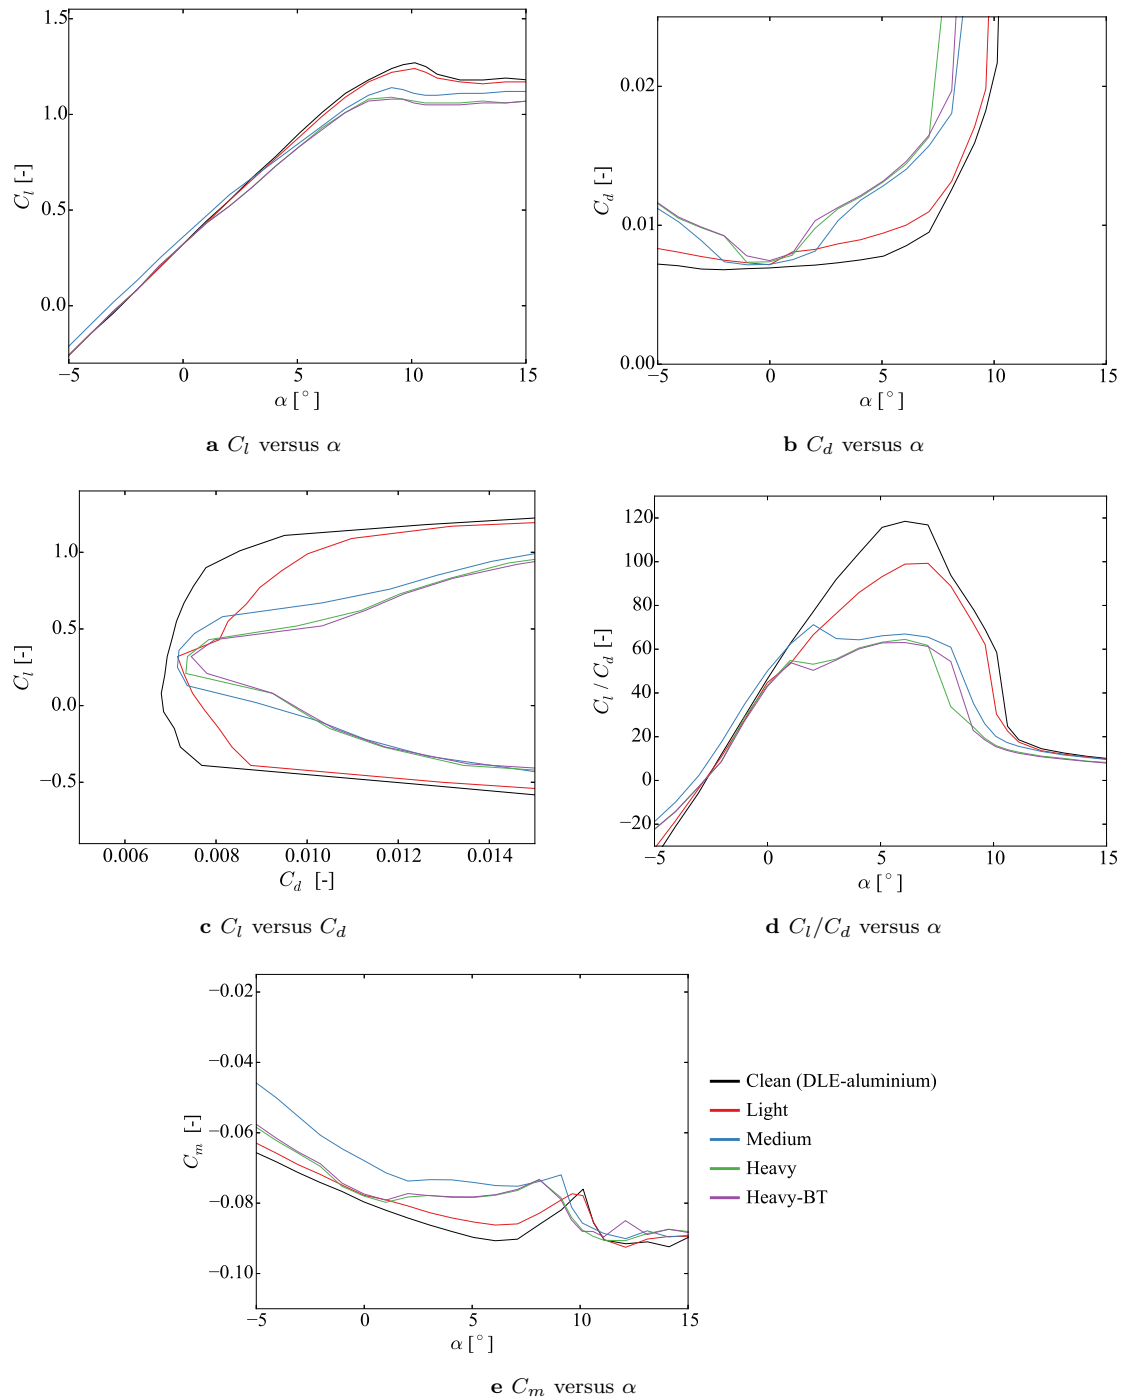 1.5
1.0
0.5
0.0
C_l [-]
−5 0 5 10 15
α [°]
a C_l versus α
0.02
0.01
0.00
C_d [-]
−5 0 5 10 15
α [°]
b C_d versus α
1.0
0.5
0.0
−0.5
C_l [-]
0.006 0.008 0.010 0.012 0.014
C_d [-]
c C_l versus C_d
120
100
80
60
40
20
0
−20
C_l / C_d [-]
−5 0 5 10 15
α [°]
d C_l/C_d versus α
−0.02
−0.04
−0.06
−0.08
−0.10
C_m [-]
−5 0 5 10 15
α [°]
Clean (DLE-aluminium)
Light
Medium
Heavy
Heavy-BT
e C_m versus α